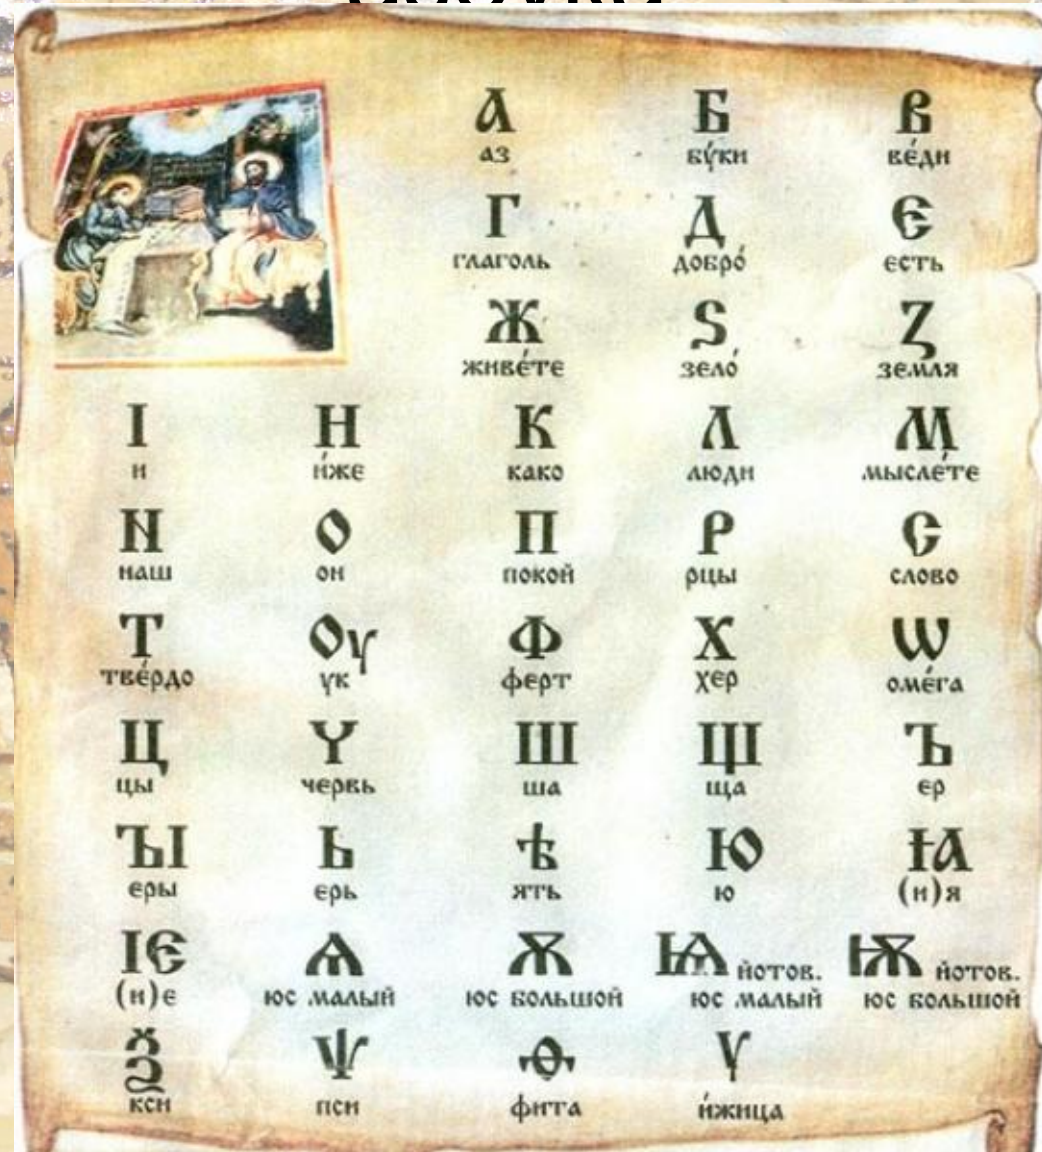 А Б В
аз бу́ки ве́ди
Г Д Є
глаголь добро́ єсть
Ж Ѕ З
живе́те зело́ земля
І Н К Л М
и и́же како люди мысле́те
N О П Р С
наш он покой рцы слово
Т Оу Ф Х Ѡ
тве́рдо ук ферт хер оме́га
Ц Ч Ш Щ Ъ
цы червь ша ща ер
ЪІ Ь Ѣ Ю Ꙗ
еры ерь ять ю (и)я
Ѥ Ѧ Ѫ Ѩ йотов. Ѭ йотов.
(и)є юс малый юс большой юс малый юс большой
Ѯ Ѱ Ѳ Ѵ
кси пси фита и́жица